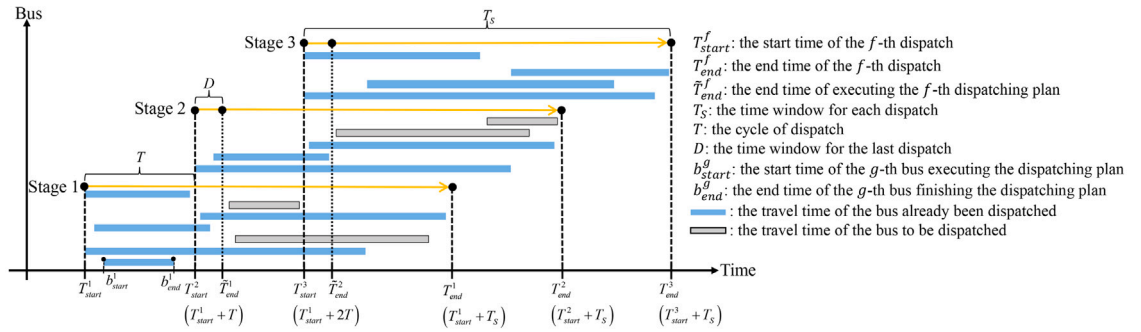 Bus
T_S
Stage 3
D
Stage 2
T
Stage 1
T^f_start: the start time of the f-th dispatch
T^f_end: the end time of the f-th dispatch
T̃^f_end: the end time of executing the f-th dispatching plan
T_S: the time window for each dispatch
T: the cycle of dispatch
D: the time window for the last dispatch
b^g_start: the start time of the g-th bus executing the dispatching plan
b^g_end: the end time of the g-th bus finishing the dispatching plan
: the travel time of the bus already been dispatched
: the travel time of the bus to be dispatched
Time
T^1_start b^1_start b^1_end T^2_start T̃^1_end T^3_start T̃^2_end T^1_end T^2_end T^3_end
(T^1_start + T) (T^1_start + 2T) (T^1_start + T_S) (T^2_start + T_S) (T^3_start + T_S)